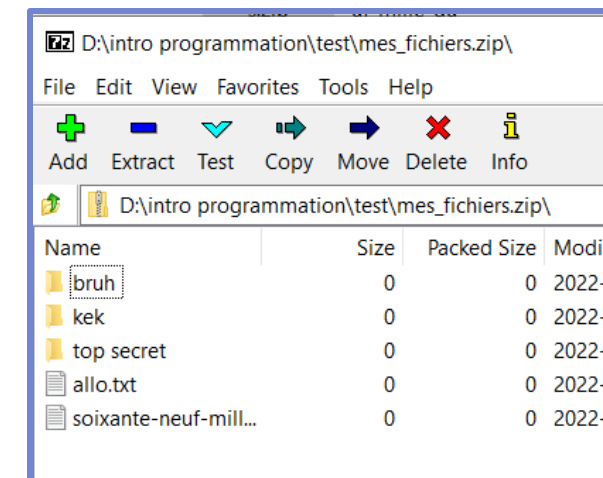 7z D:\intro programmation\test\mes_fichiers.zip\
File Edit View Favorites Tools Help
Add Extract Test Copy Move Delete Info
D:\intro programmation\test\mes_fichiers.zip\
Name Size Packed Size Modi
bruh 0 0 2022-
kek 0 0 2022-
top secret 0 0 2022-
allo.txt 0 0 2022-
soixante-neuf-mill... 0 0 2022-